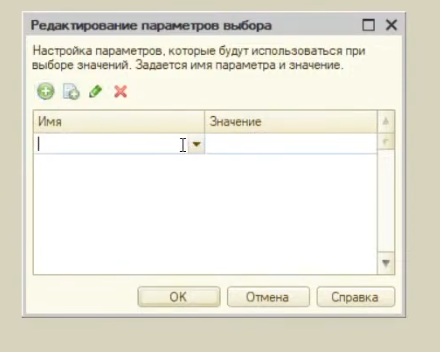 Редактирование параметров выбора
Настройка параметров, которые будут использоваться при
выборе значений. Задается имя параметра и значение.
Имя Значение
ОК Отмена Справка